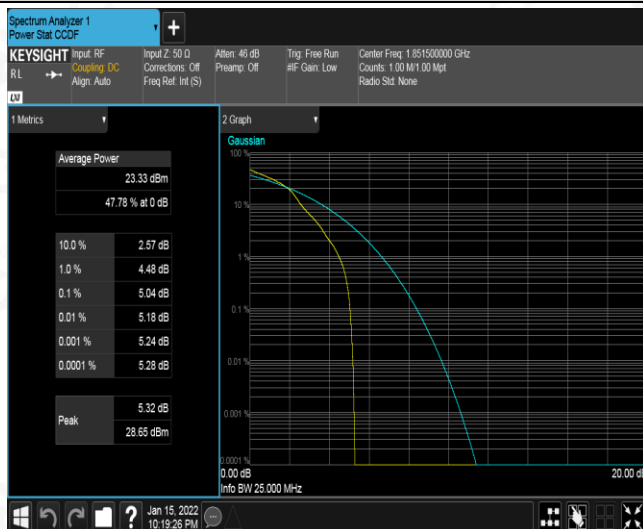 Spectrum Analyzer 1
Power Stat CCDF
+
KEYSIGHT
Input: RF
Input Z: 50 Ω
Atten: 46 dB
Trig: Free Run
Center Freq: 1.851500000 GHz
RL
Coupling: DC
Corrections: Off
Preamp: Off
#IF Gain: Low
Counts: 1.00 M/1.00 Mpt
Align: Auto
Freq Ref: Int (S)
Radio Std: None
LXI
1 Metrics
2 Graph
Gaussian
Average Power
23.33 dBm
47.78 % at 0 dB
10.0 % 2.57 dB
1.0 % 4.48 dB
0.1 % 5.04 dB
0.01 % 5.18 dB
0.001 % 5.24 dB
0.0001 % 5.28 dB
Peak
5.32 dB
28.65 dBm
100 %
10 %
1 %
0.1 %
0.01 %
0.001 %
0.0001 %
0.00 dB
20.00 dB
Info BW 25.000 MHz
?
Jan 15, 2022
10:19:26 PM